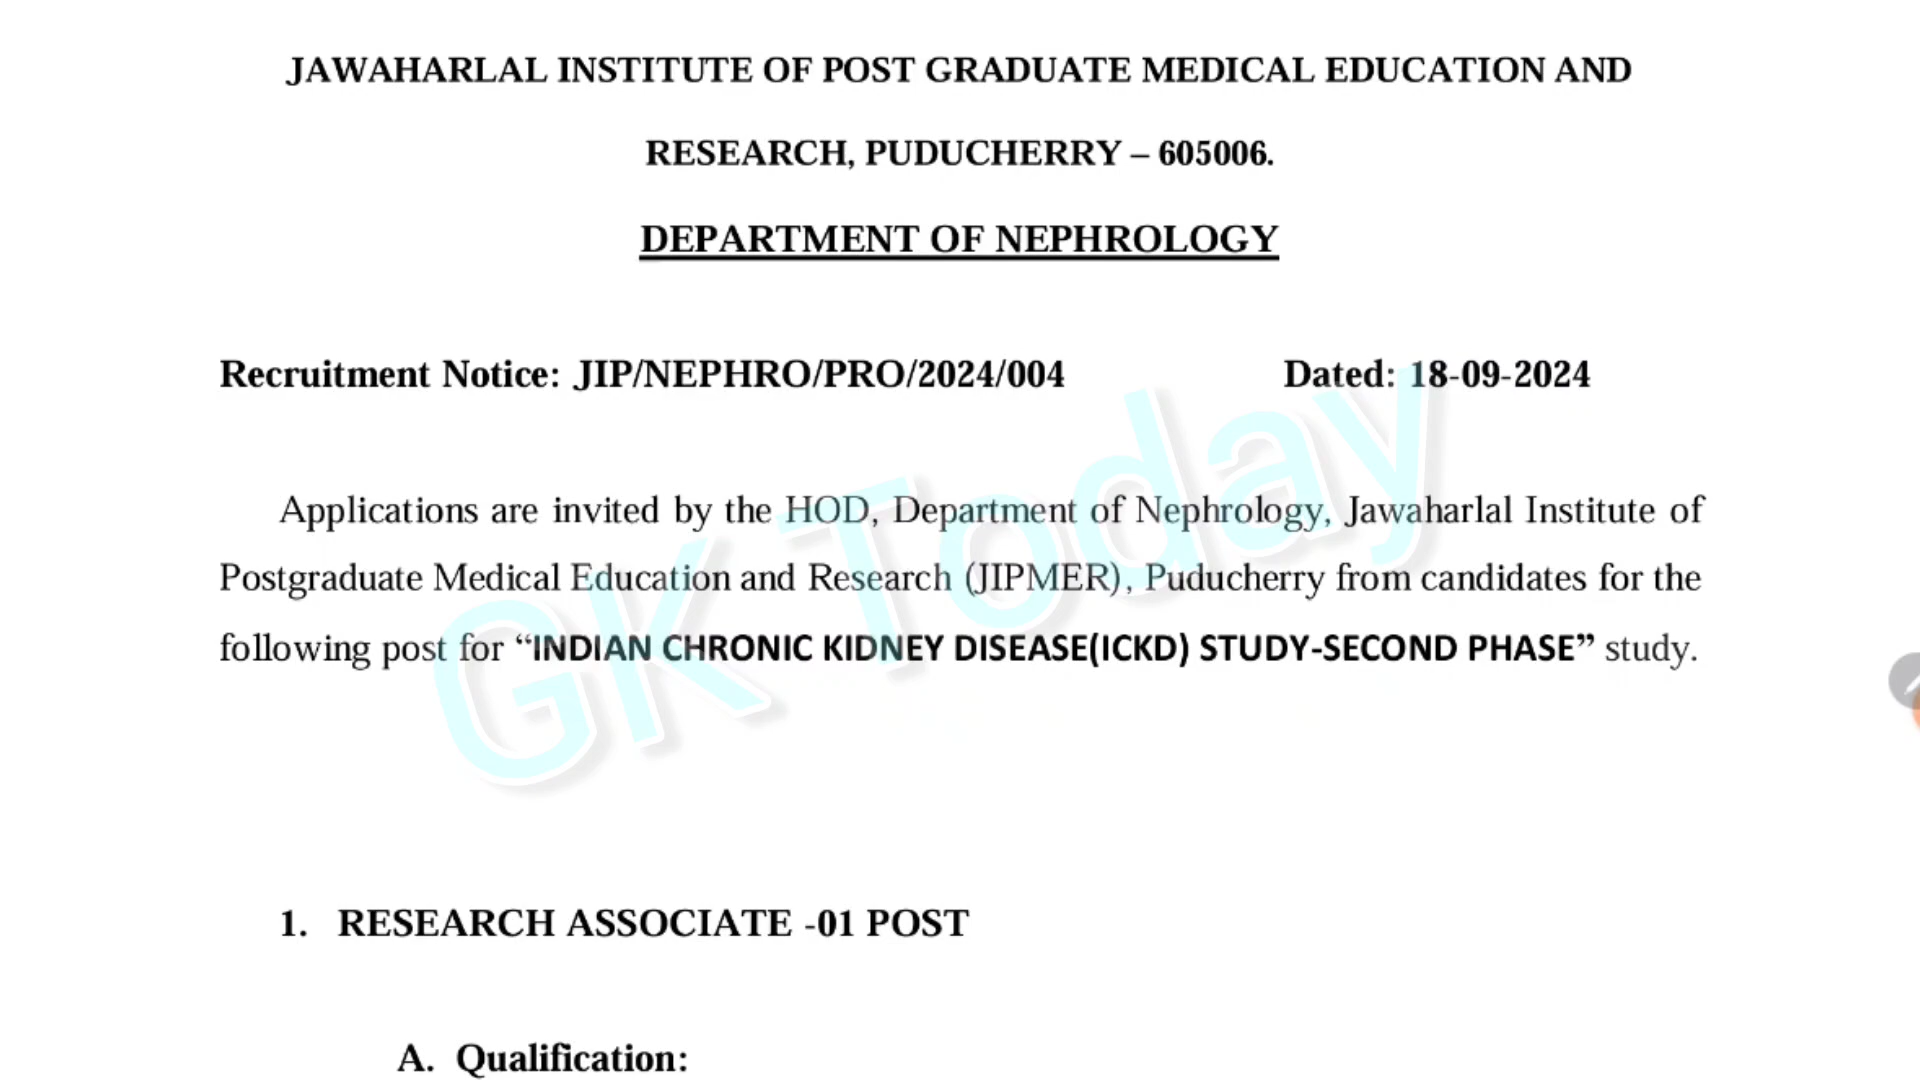 JAWAHARLAL INSTITUTE OF POST GRADUATE MEDICAL EDUCATION AND
RESEARCH, PUDUCHERRY – 605006.
DEPARTMENT OF NEPHROLOGY
Recruitment Notice: JIP/NEPHRO/PRO/2024/004 Dated: 18-09-2024
Applications are invited by the HOD, Department of Nephrology, Jawaharlal Institute of
Postgraduate Medical Education and Research (JIPMER), Puducherry from candidates for the
following post for “INDIAN CHRONIC KIDNEY DISEASE(ICKD) STUDY-SECOND PHASE” study.
GK Today
1. RESEARCH ASSOCIATE -01 POST
A. Qualification: